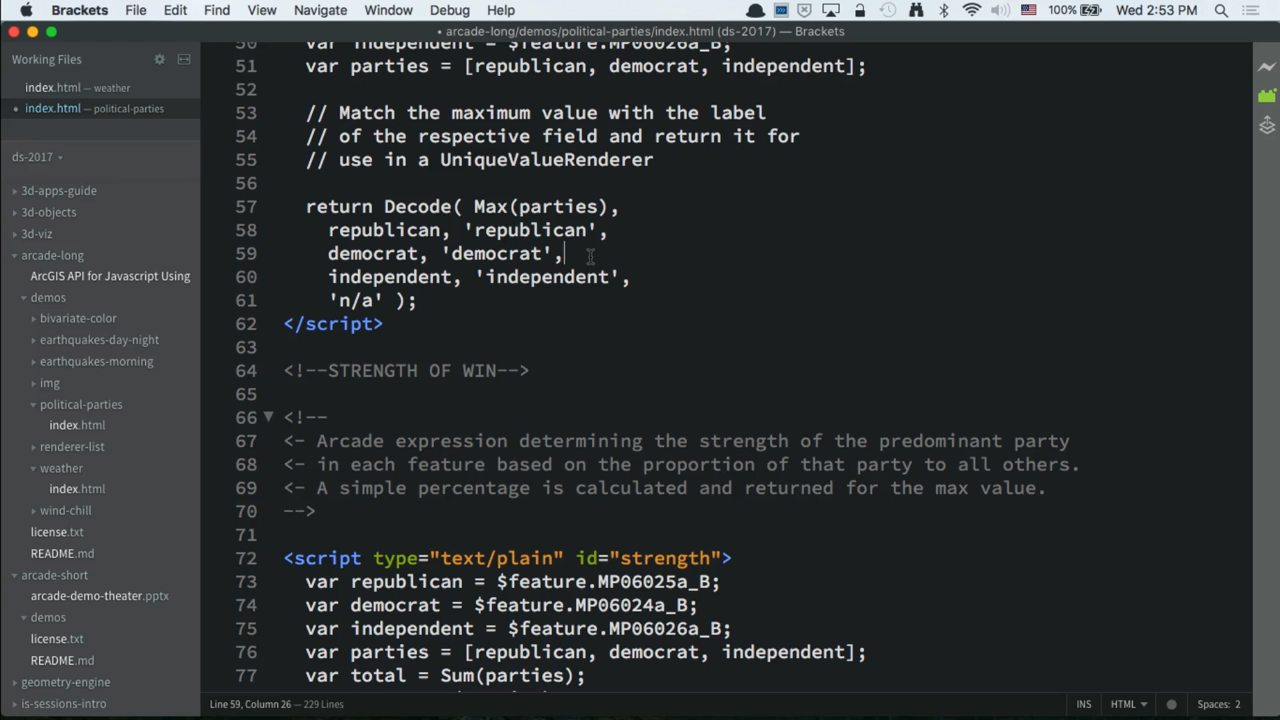 Brackets File Edit Find View Navigate Window Debug Help 100% Wed 2:53 PM
• arcade-long/demos/political-parties/index.html (ds-2017) — Brackets
Working Files
index.html — weather
• index.html — political-parties
ds-2017
3d-apps-guide
3d-objects
3d-viz
arcade-long
ArcGIS API for Javascript Using
demos
bivariate-color
earthquakes-day-night
earthquakes-morning
img
political-parties
index.html
renderer-list
weather
index.html
wind-chill
license.txt
README.md
arcade-short
arcade-demo-theater.pptx
demos
license.txt
README.md
geometry-engine
is-sessions-intro
50 var independent = $feature.MP06026a_B;
51 var parties = [republican, democrat, independent];
52
53 // Match the maximum value with the label
54 // of the respective field and return it for
55 // use in a UniqueValueRenderer
56
57 return Decode( Max(parties),
58 republican, 'republican',
59 democrat, 'democrat',
60 independent, 'independent',
61 'n/a' );
62 </script>
63
64 <!--STRENGTH OF WIN-->
65
66 <!--
67 <- Arcade expression determining the strength of the predominant party
68 <- in each feature based on the proportion of that party to all others.
69 <- A simple percentage is calculated and returned for the max value.
70 -->
71
72 <script type="text/plain" id="strength">
73 var republican = $feature.MP06025a_B;
74 var democrat = $feature.MP06024a_B;
75 var independent = $feature.MP06026a_B;
76 var parties = [republican, democrat, independent];
77 var total = Sum(parties);
Line 59, Column 26 — 229 Lines
INS HTML Spaces: 2